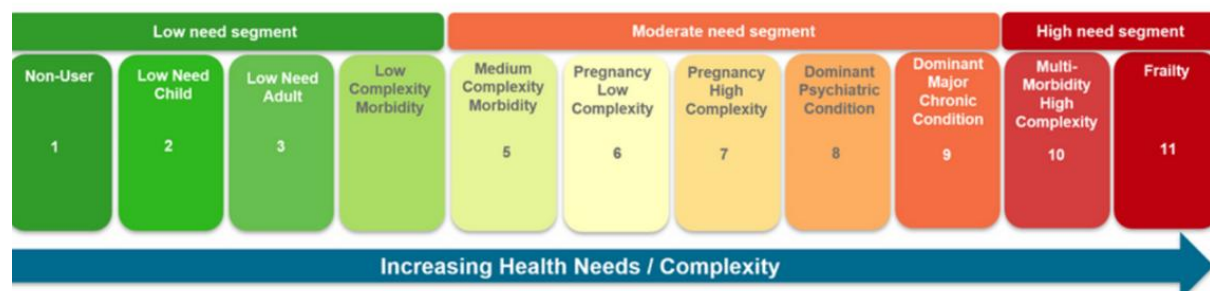 Low need segment
Moderate need segment
High need segment
Non-User
1
Low Need
Child
2
Low Need
Adult
3
Low
Complexity
Morbidity
Medium
Complexity
Morbidity
5
Pregnancy
Low
Complexity
6
Pregnancy
High
Complexity
7
Dominant
Psychiatric
Condition
8
Dominant
Major
Chronic
Condition
9
Multi-
Morbidity
High
Complexity
10
Frailty
11
Increasing Health Needs / Complexity